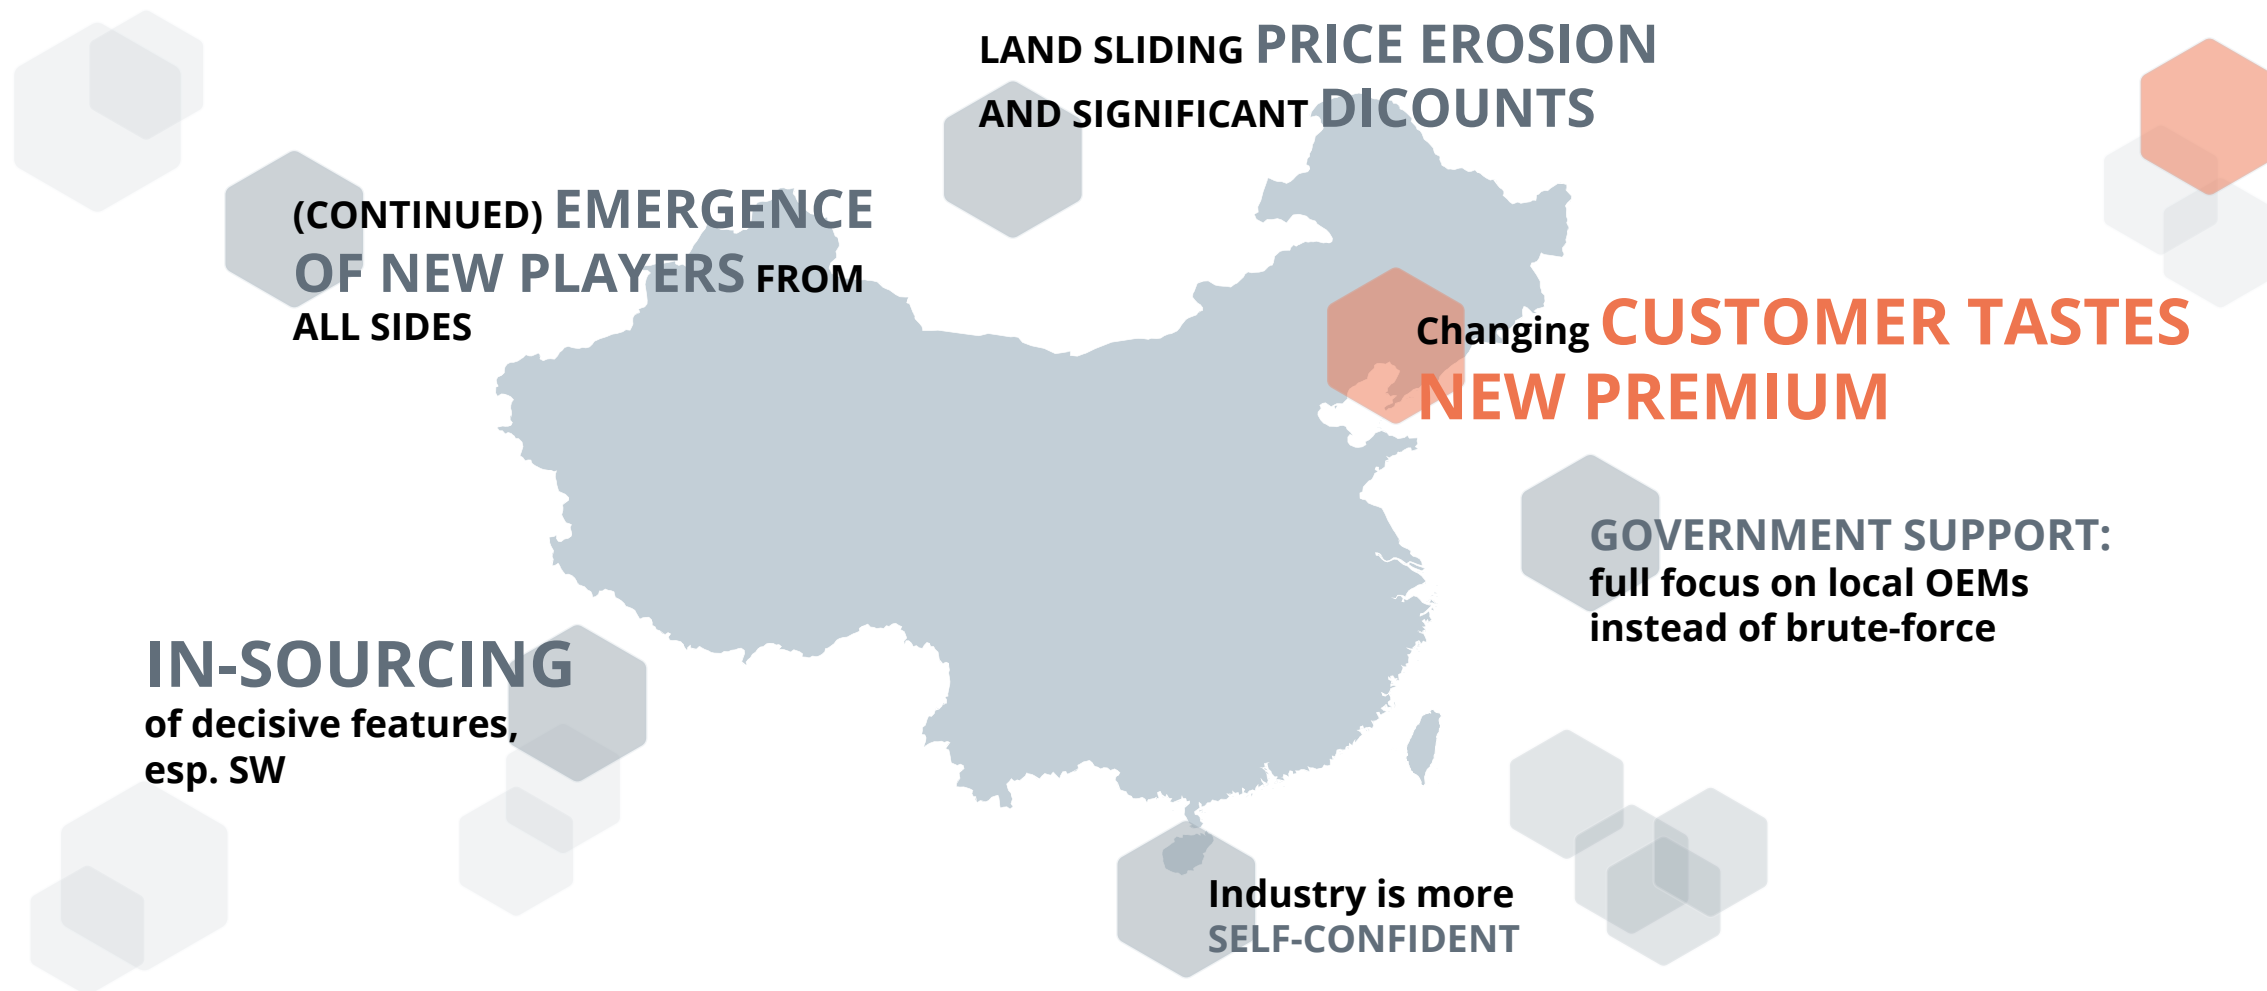 LAND SLIDING PRICE EROSION
AND SIGNIFICANT DICOUNTS
(CONTINUED) EMERGENCE
OF NEW PLAYERS FROM
ALL SIDES
Changing CUSTOMER TASTES
NEW PREMIUM
GOVERNMENT SUPPORT:
full focus on local OEMs
instead of brute-force
IN-SOURCING
of decisive features,
esp. SW
Industry is more
SELF-CONFIDENT